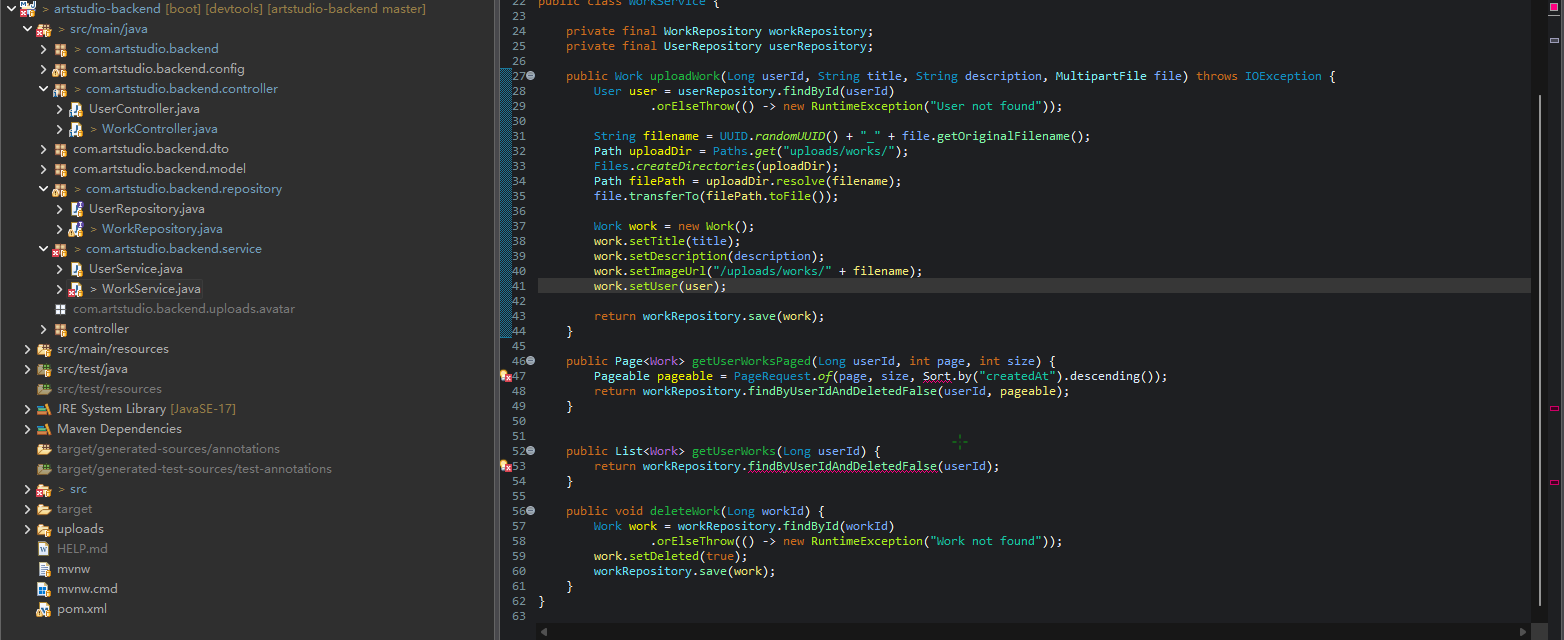 > artstudio-backend [boot] [devtools] [artstudio-backend master]
> src/main/java
> com.artstudio.backend
com.artstudio.backend.config
> com.artstudio.backend.controller
UserController.java
> WorkController.java
com.artstudio.backend.dto
com.artstudio.backend.model
> com.artstudio.backend.repository
UserRepository.java
> WorkRepository.java
> com.artstudio.backend.service
UserService.java
> WorkService.java
com.artstudio.backend.uploads.avatar
controller
src/main/resources
src/test/java
src/test/resources
JRE System Library [JavaSE-17]
Maven Dependencies
target/generated-sources/annotations
target/generated-test-sources/test-annotations
> src
target
uploads
HELP.md
mvnw
mvnw.cmd
pom.xml
22 public class WorkService {
23
24 private final WorkRepository workRepository;
25 private final UserRepository userRepository;
26
27 public Work uploadWork(Long userId, String title, String description, MultipartFile file) throws IOException {
28 User user = userRepository.findById(userId)
29 .orElseThrow(() -> new RuntimeException("User not found"));
30
31 String filename = UUID.randomUUID() + "_" + file.getOriginalFilename();
32 Path uploadDir = Paths.get("uploads/works/");
33 Files.createDirectories(uploadDir);
34 Path filePath = uploadDir.resolve(filename);
35 file.transferTo(filePath.toFile());
36
37 Work work = new Work();
38 work.setTitle(title);
39 work.setDescription(description);
40 work.setImageUrl("/uploads/works/" + filename);
41 work.setUser(user);
42
43 return workRepository.save(work);
44 }
45
46 public Page<Work> getUserWorksPaged(Long userId, int page, int size) {
47 Pageable pageable = PageRequest.of(page, size, Sort.by("createdAt").descending());
48 return workRepository.findByUserIdAndDeletedFalse(userId, pageable);
49 }
50
51
52 public List<Work> getUserWorks(Long userId) {
53 return workRepository.findByUserIdAndDeletedFalse(userId);
54 }
55
56 public void deleteWork(Long workId) {
57 Work work = workRepository.findById(workId)
58 .orElseThrow(() -> new RuntimeException("Work not found"));
59 work.setDeleted(true);
60 workRepository.save(work);
61 }
62 }
63